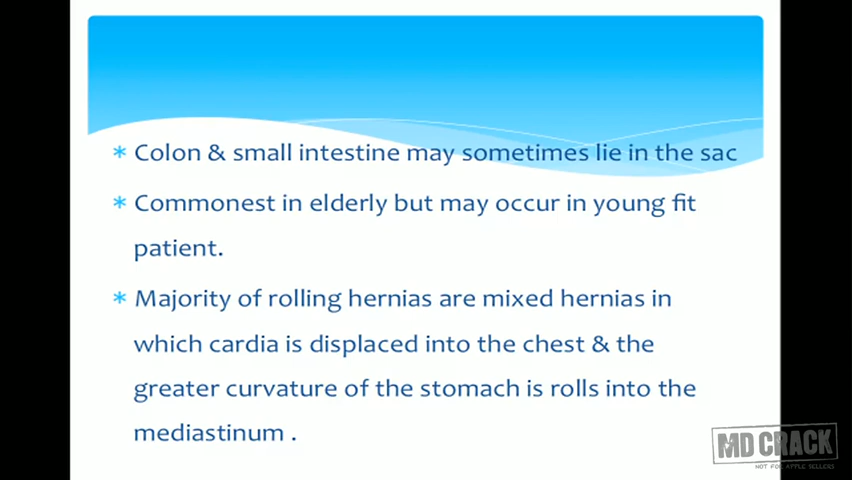 * Colon & small intestine may sometimes lie in the sac
* Commonest in elderly but may occur in young fit
patient.
* Majority of rolling hernias are mixed hernias in
which cardia is displaced into the chest & the
greater curvature of the stomach is rolls into the
mediastinum .
MD CRACK
NOT FOR APPLE SELLERS